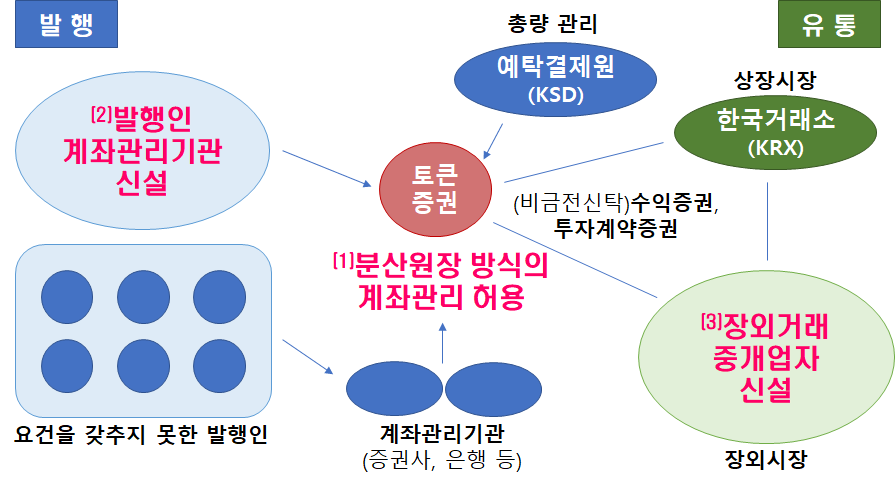 발 행
유 통
총량 관리
예탁결제원
(KSD)
상장시장
한국거래소
(KRX)
[2]발행인
계좌관리기관
신설
토큰
증권
(비금전신탁)수익증권,
투자계약증권
[1]분산원장 방식의
계좌관리 허용
[3]장외거래
중개업자
신설
요건을 갖추지 못한 발행인
계좌관리기관
(증권사, 은행 등)
장외시장